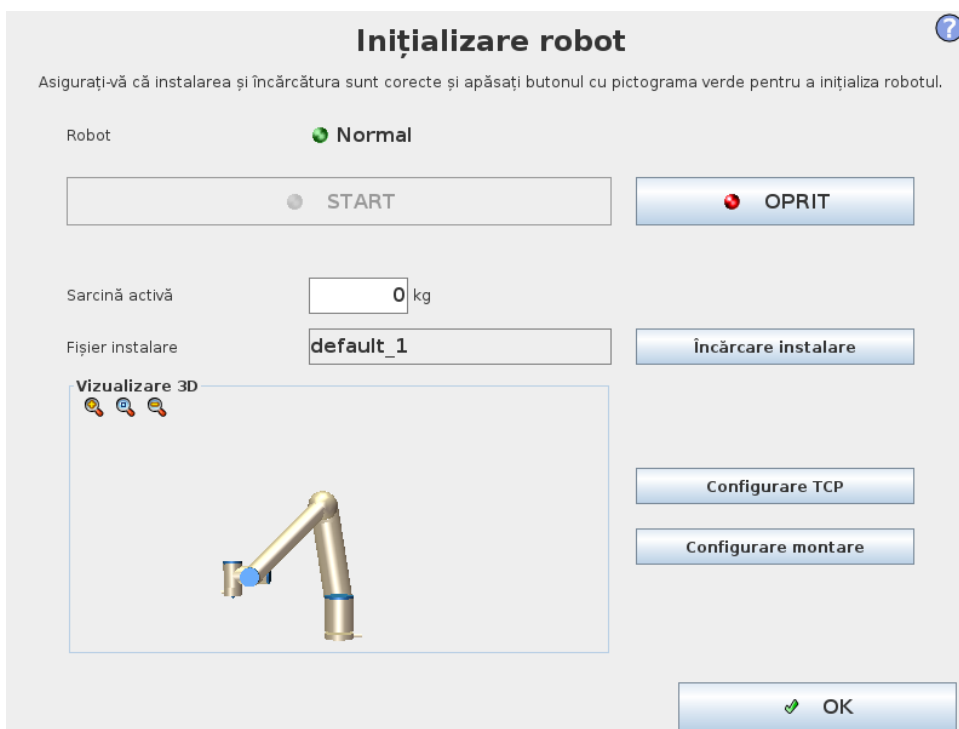 Inițializare robot
?
Asigurați-vă că instalarea și încărcătura sunt corecte și apăsați butonul cu pictograma verde pentru a inițializa robotul.
Robot
Normal
START
OPRIT
Sarcină activă
0 kg
Fișier instalare
default_1
Încărcare instalare
Vizualizare 3D
Configurare TCP
Configurare montare
OK